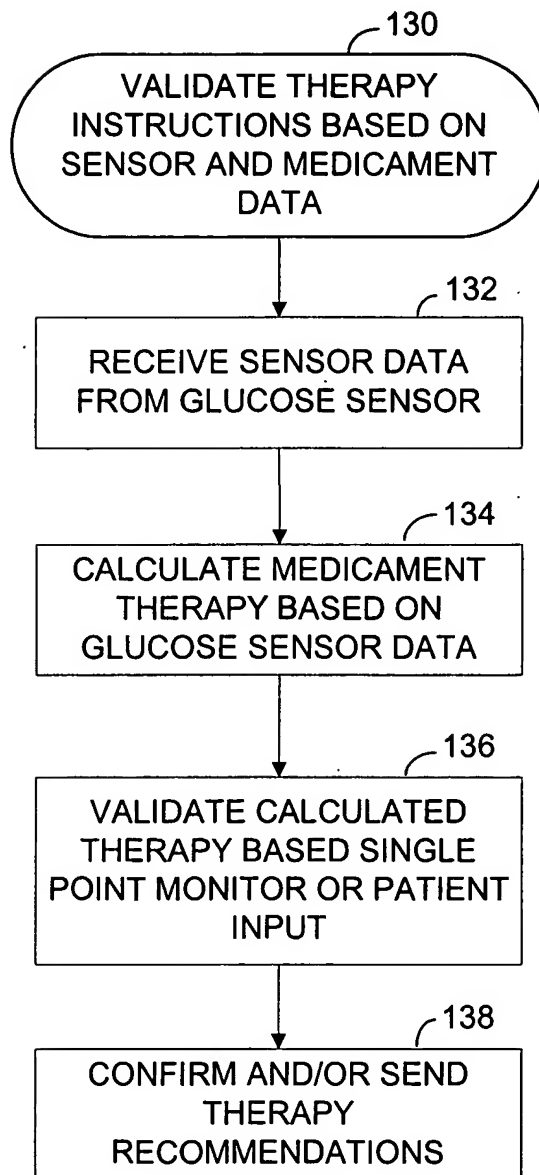 130
VALIDATE THERAPY
INSTRUCTIONS BASED ON
SENSOR AND MEDICAMENT
DATA
132
RECEIVE SENSOR DATA
FROM GLUCOSE SENSOR
134
CALCULATE MEDICAMENT
THERAPY BASED ON
GLUCOSE SENSOR DATA
136
VALIDATE CALCULATED
THERAPY BASED SINGLE
POINT MONITOR OR PATIENT
INPUT
138
CONFIRM AND/OR SEND
THERAPY
RECOMMENDATIONS